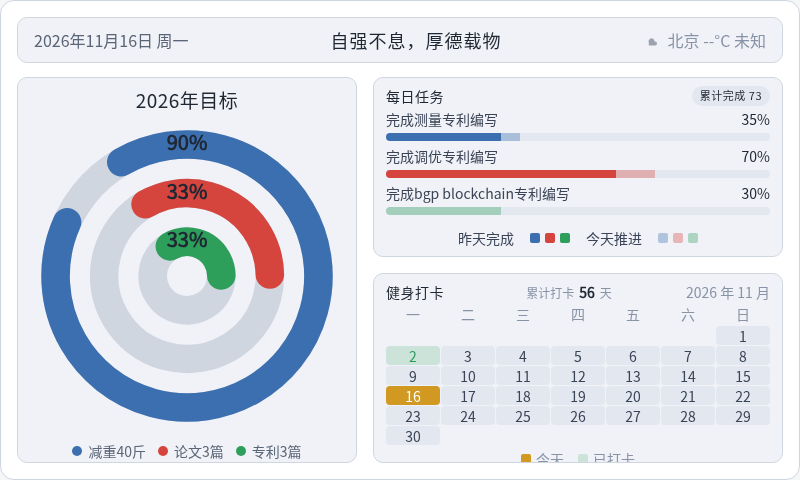 2026年11月16日 周一
自强不息，厚德载物
北京 --°C 未知
2026年目标
90%
33%
33%
减重40斤 论文3篇 专利3篇
每日任务 累计完成 73
完成测量专利编写 35%
完成调优专利编写 70%
完成bgp blockchain专利编写 30%
昨天完成 今天推进
健身打卡 累计打卡 56 天 2026 年 11 月
一 二 三 四 五 六 日
1
2 3 4 5 6 7 8
9 10 11 12 13 14 15
16 17 18 19 20 21 22
23 24 25 26 27 28 29
30
今天 已打卡